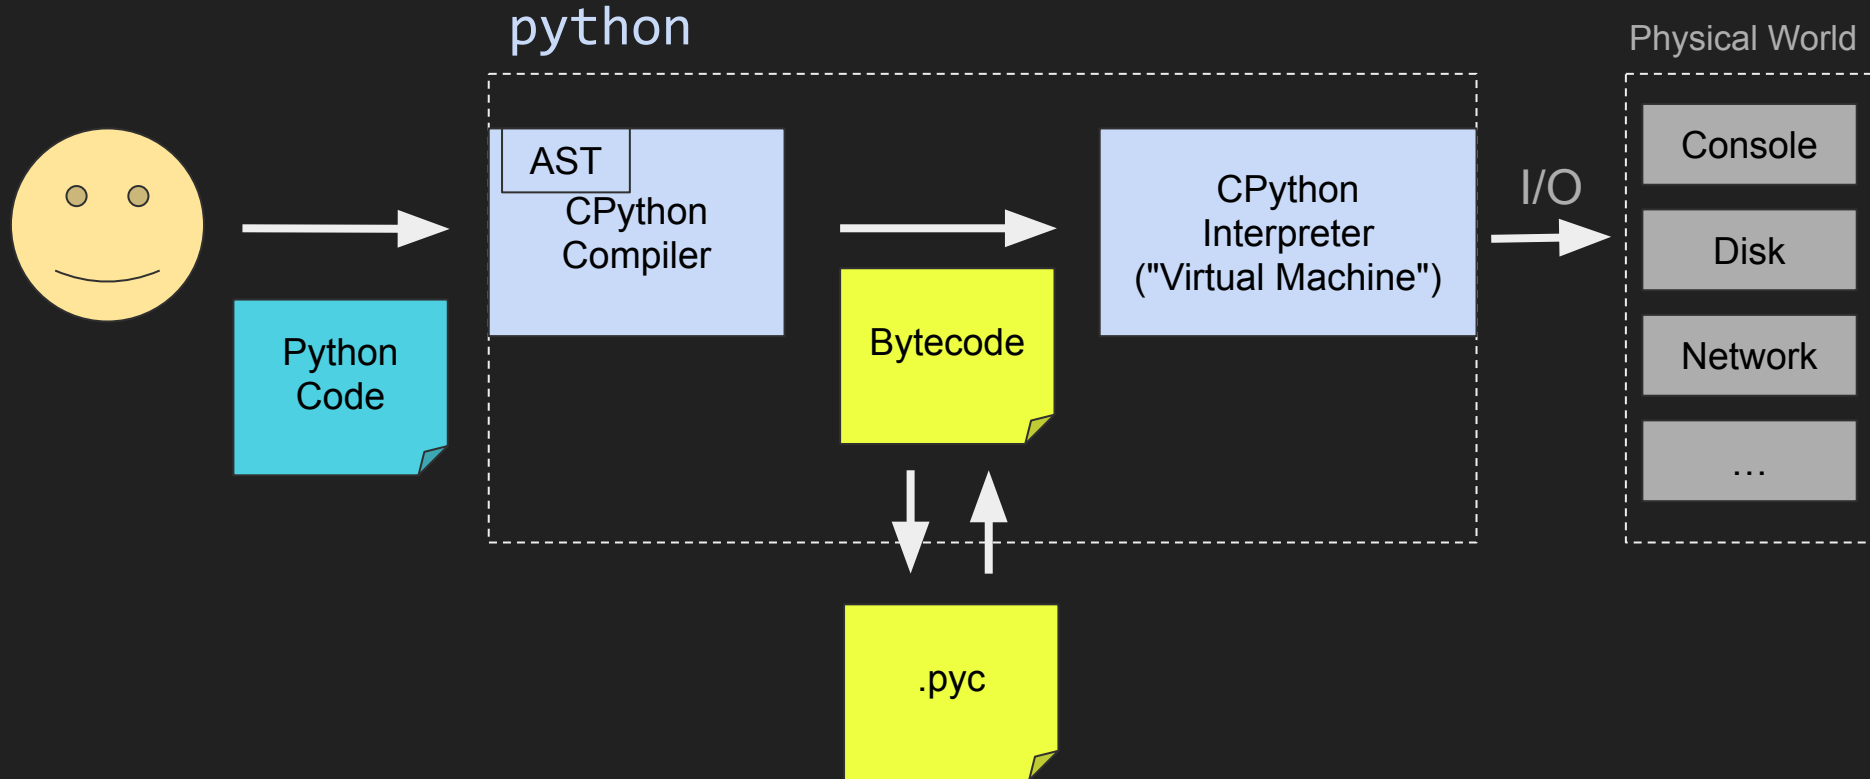 python
Physical World
AST
CPython
Compiler
CPython
Interpreter
("Virtual Machine")
I/O
Console
Disk
Network
...
Python
Code
Bytecode
.pyc